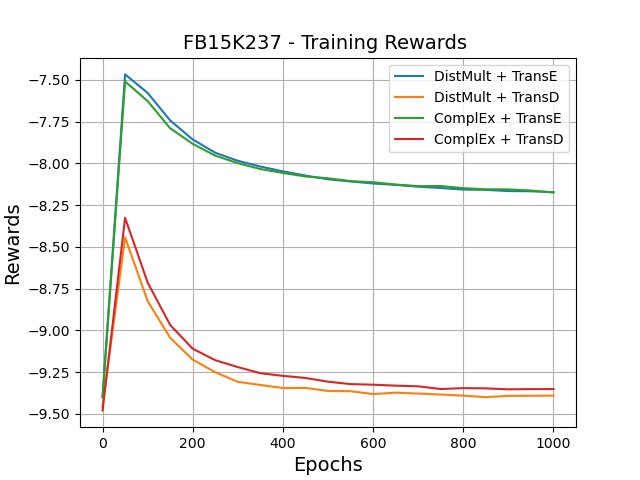 FB15K237 - Training Rewards
DistMult + TransE
DistMult + TransD
ComplEx + TransE
ComplEx + TransD
Rewards
−7.50
−7.75
−8.00
−8.25
−8.50
−8.75
−9.00
−9.25
−9.50
0 200 400 600 800 1000
Epochs